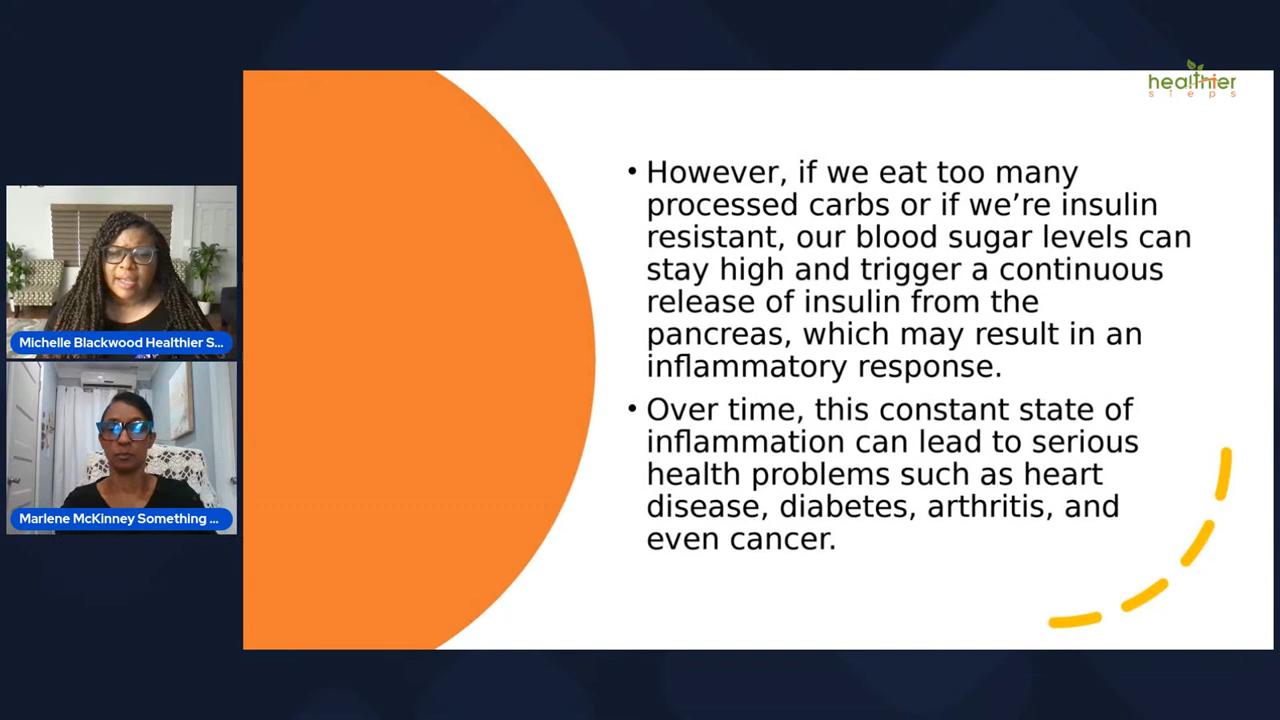 healthier
steps
• However, if we eat too many
processed carbs or if we’re insulin
resistant, our blood sugar levels can
stay high and trigger a continuous
release of insulin from the
pancreas, which may result in an
inflammatory response.
• Over time, this constant state of
inflammation can lead to serious
health problems such as heart
disease, diabetes, arthritis, and
even cancer.
Michelle Blackwood Healthier S...
Marlene McKinney Something ...